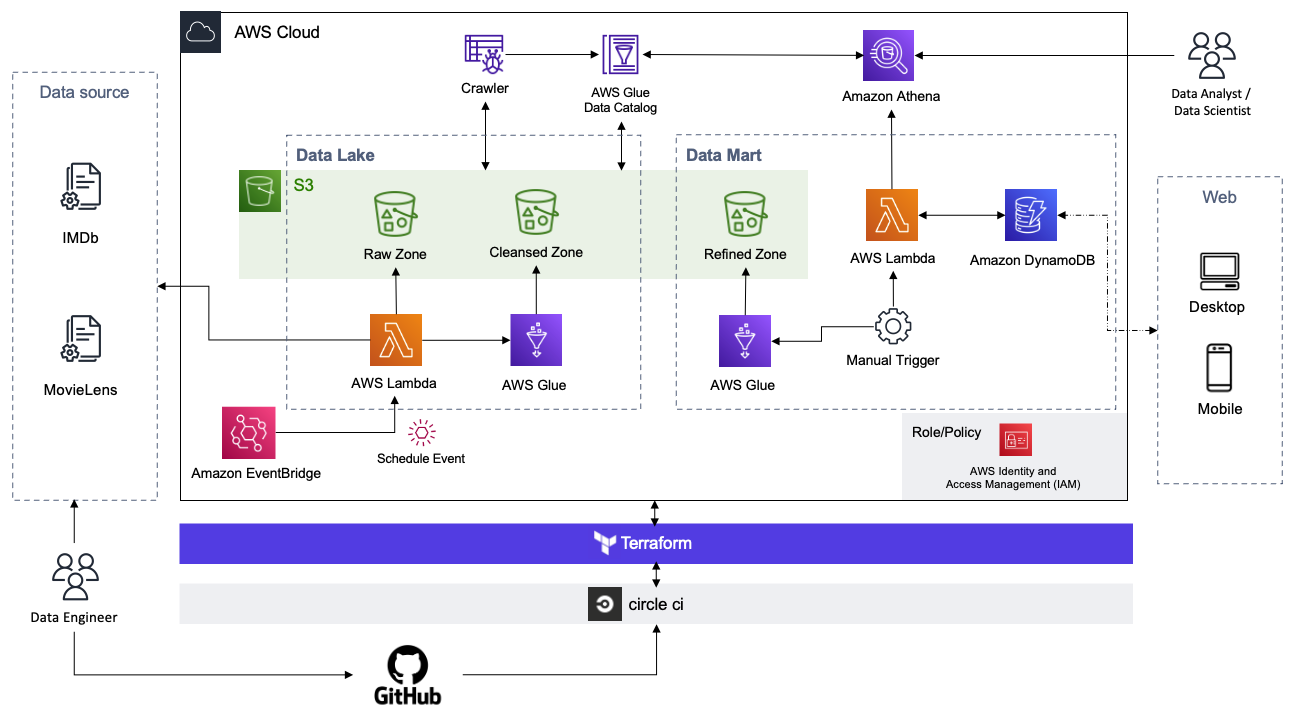 AWS Cloud
Data source
IMDb
MovieLens
Crawler
AWS Glue
Data Catalog
Amazon Athena
Data Analyst /
Data Scientist
Data Lake
S3
Raw Zone
Cleansed Zone
AWS Lambda
AWS Glue
Amazon EventBridge
Schedule Event
Data Mart
Refined Zone
AWS Lambda
Amazon DynamoDB
AWS Glue
Manual Trigger
Web
Desktop
Mobile
Role/Policy
AWS Identity and
Access Management (IAM)
Terraform
circle ci
Data Engineer
GitHub